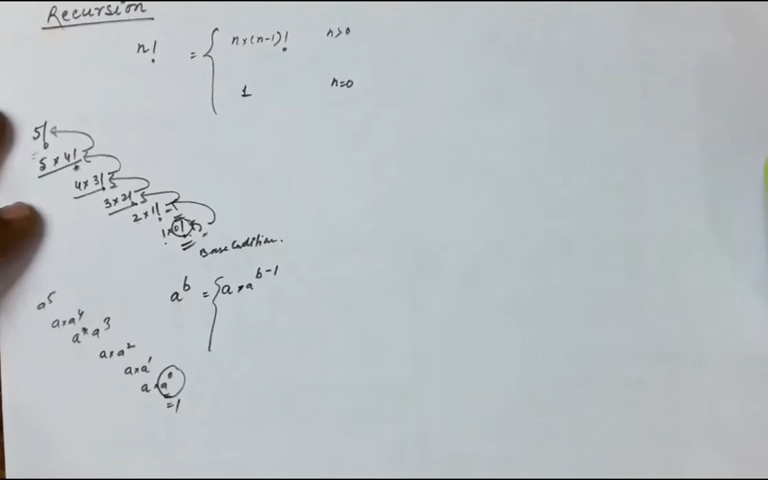 Recursion
n! = { n×(n-1)! n>0
1 n=0
5!
= 5 × 4!
4 × 3!
3 × 2!
2 × 1! = 1
1 × 0!
Base Condition.
a^b = { a × a^{b-1}
a^5
a×a^4
a*a^3
a×a^2
a×a^1
a × a^0
=1